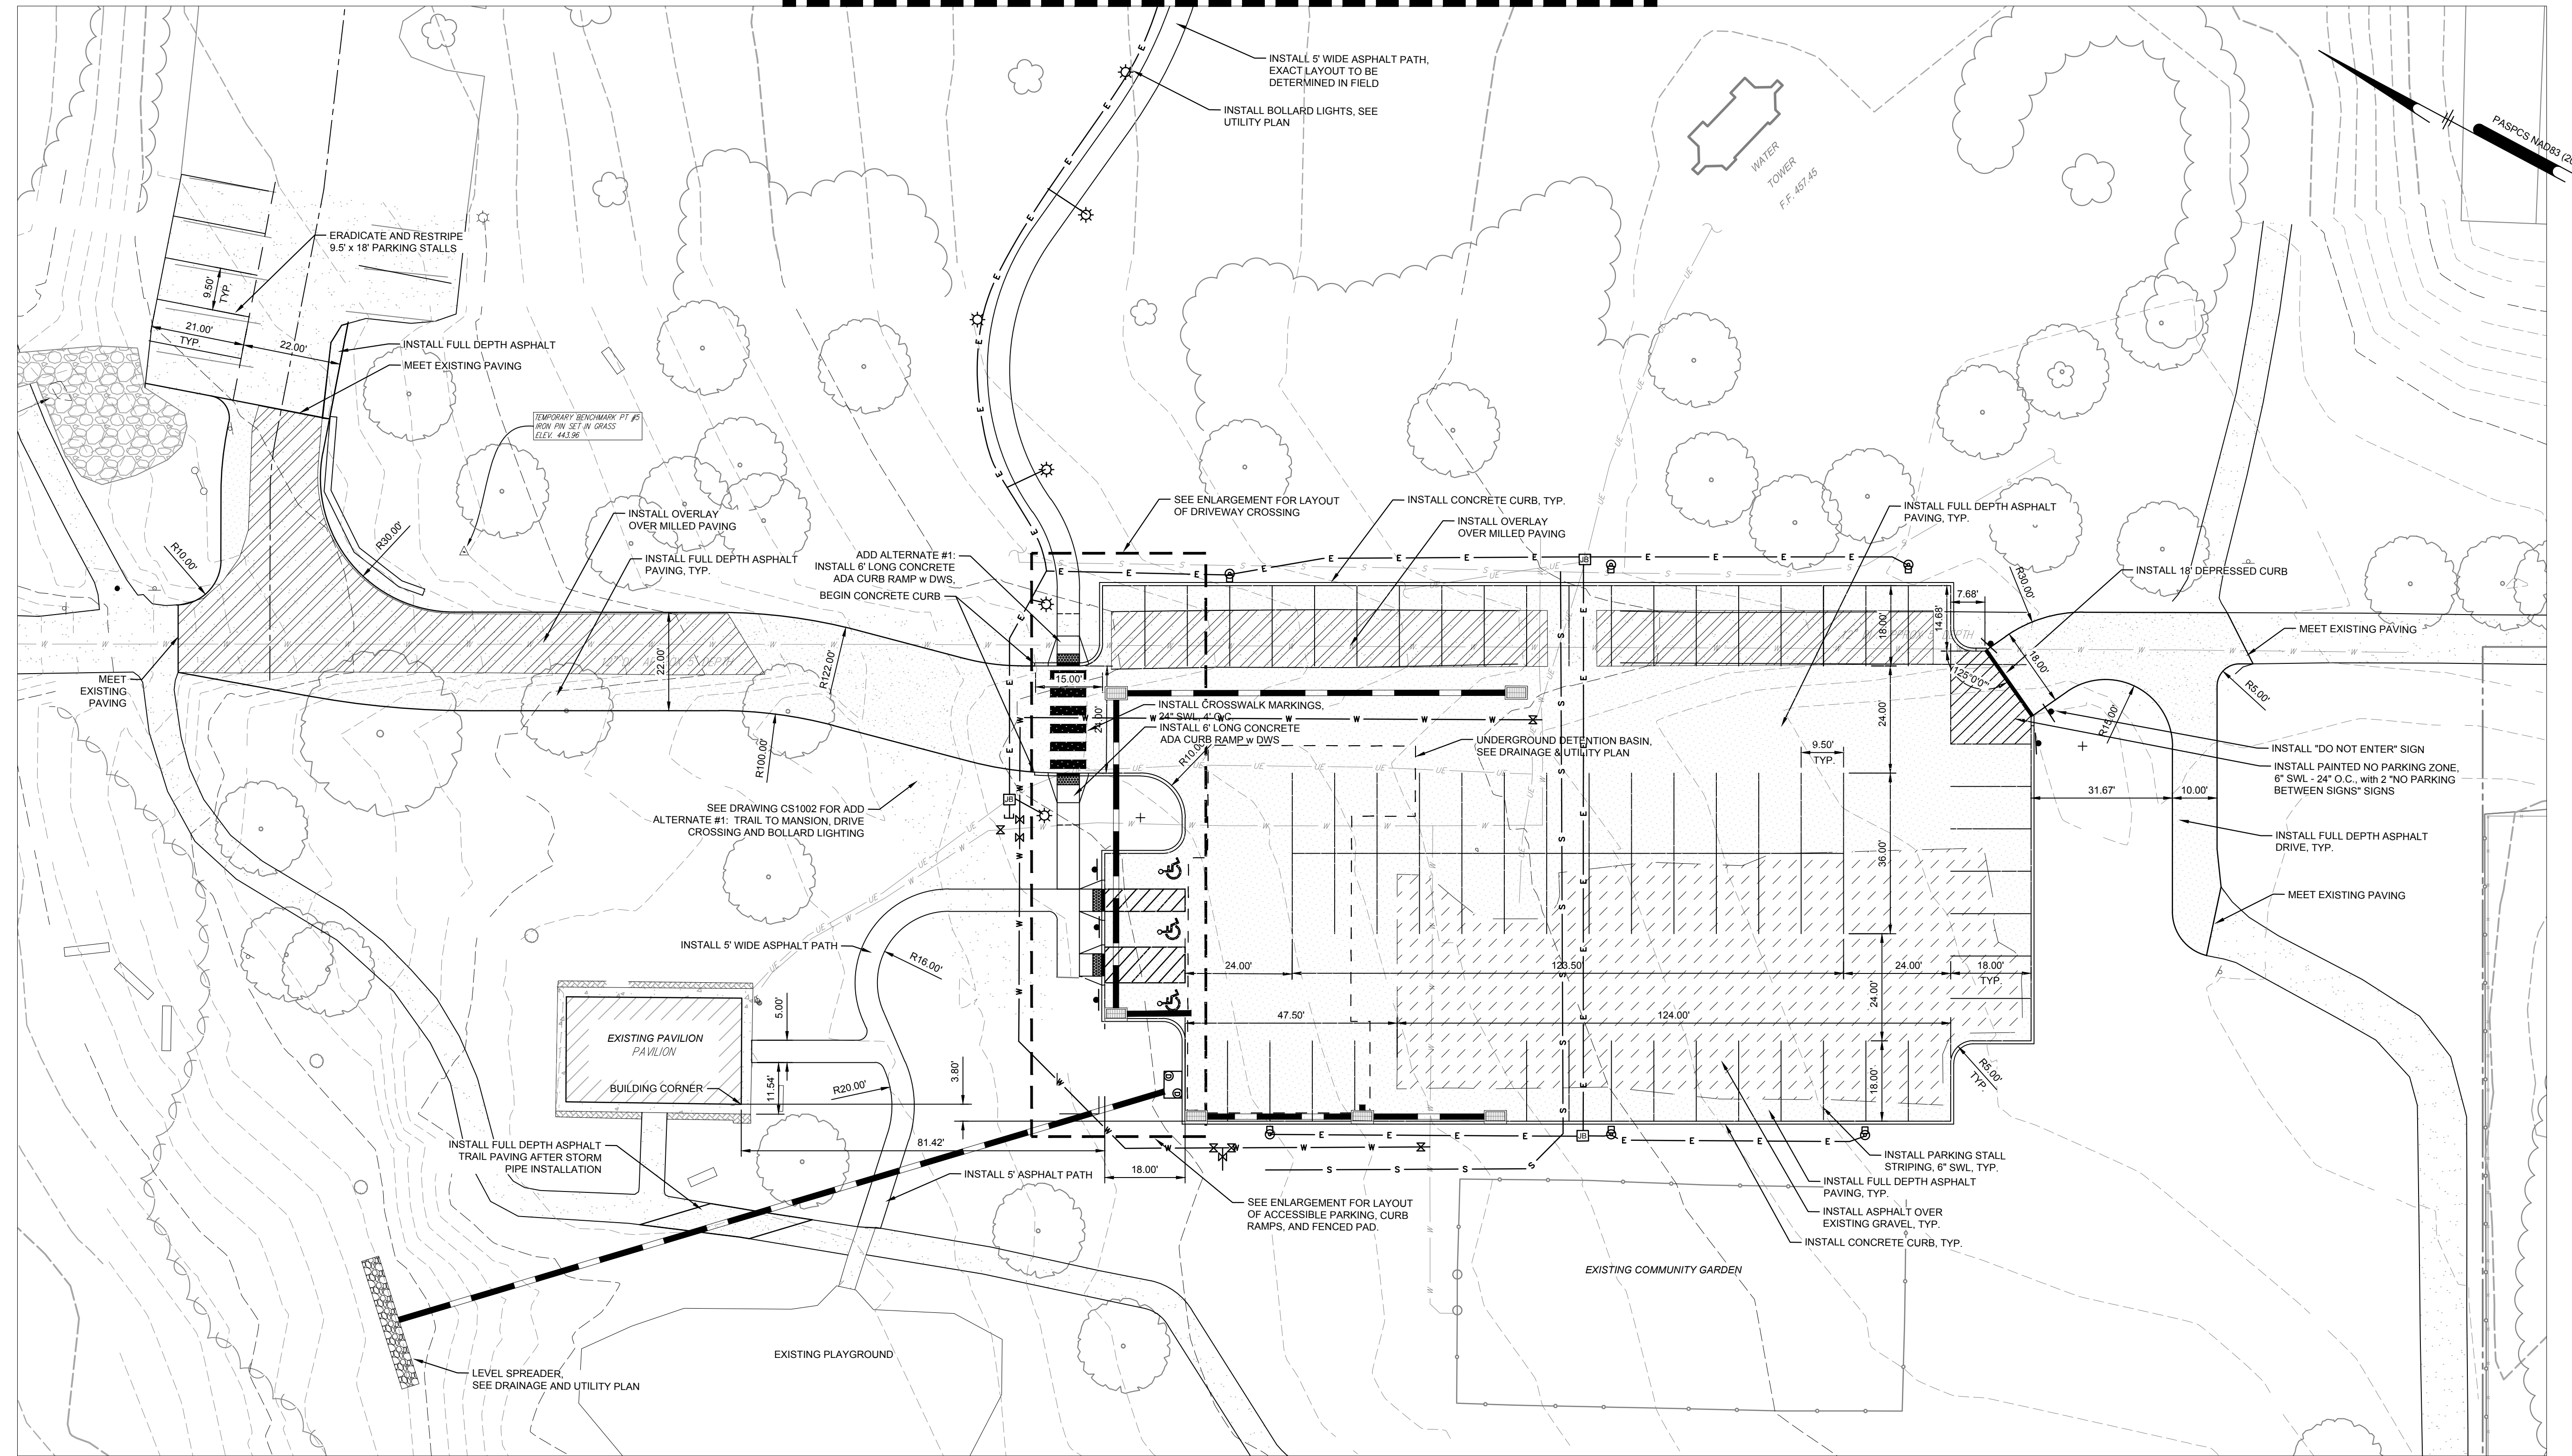 INSTALL 5' WIDE ASPHALT PATH,
EXACT LAYOUT TO BE
DETERMINED IN FIELD
INSTALL BOLLARD LIGHTS, SEE
UTILITY PLAN
WATER
TOWER
F.F. 457.45
PASPCS NAD83
ERADICATE AND RESTRIPE
9.5' x 18' PARKING STALLS
9.50'
TYP.
21.00'
TYP.
22.00'
INSTALL FULL DEPTH ASPHALT
MEET EXISTING PAVING
TEMPORARY BENCHMARK PT #5
IRON PIN SET IN GRASS
ELEV. 443.96
R10.00'
R30.00'
INSTALL OVERLAY
OVER MILLED PAVING
INSTALL FULL DEPTH ASPHALT
PAVING, TYP.
ADD ALTERNATE #1:
INSTALL 6' LONG CONCRETE
ADA CURB RAMP w DWS,
BEGIN CONCRETE CURB
SEE ENLARGEMENT FOR LAYOUT
OF DRIVEWAY CROSSING
INSTALL CONCRETE CURB, TYP.
INSTALL OVERLAY
OVER MILLED PAVING
INSTALL FULL DEPTH ASPHALT
PAVING, TYP.
R30.00'
INSTALL 18' DEPRESSED CURB
7.68'
14.68'
18.00'
MEET EXISTING PAVING
MEET
EXISTING
PAVING
22.00'
R122.00'
R100.00'
15.00'
24.00'
INSTALL CROSSWALK MARKINGS,
24" SWL, 4' O.C.
INSTALL 6' LONG CONCRETE
ADA CURB RAMP w DWS
R10.00'
UNDERGROUND DETENTION BASIN,
SEE DRAINAGE & UTILITY PLAN
24.00'
9.50'
TYP.
18.00'
125°0'0"
R15.00'
R5.00'
INSTALL "DO NOT ENTER" SIGN
INSTALL PAINTED NO PARKING ZONE,
6" SWL - 24" O.C., with 2 "NO PARKING
BETWEEN SIGNS" SIGNS
31.67'
10.00'
SEE DRAWING CS1002 FOR ADD
ALTERNATE #1: TRAIL TO MANSION, DRIVE
CROSSING AND BOLLARD LIGHTING
JB
JB
JB
36.00'
INSTALL FULL DEPTH ASPHALT
DRIVE, TYP.
MEET EXISTING PAVING
INSTALL 5' WIDE ASPHALT PATH
R16.00'
24.00'
123.50'
24.00'
18.00'
TYP.
24.00'
5.00'
47.50'
124.00'
EXISTING PAVILION
PAVILION
BUILDING CORNER
11.54'
R20.00'
3.80'
18.00'
R5.00'
TYP.
INSTALL FULL DEPTH ASPHALT
TRAIL PAVING AFTER STORM
PIPE INSTALLATION
81.42'
18.00'
INSTALL 5' ASPHALT PATH
INSTALL PARKING STALL
STRIPING, 6" SWL, TYP.
INSTALL FULL DEPTH ASPHALT
PAVING, TYP.
INSTALL ASPHALT OVER
EXISTING GRAVEL, TYP.
INSTALL CONCRETE CURB, TYP.
SEE ENLARGEMENT FOR LAYOUT
OF ACCESSIBLE PARKING, CURB
RAMPS, AND FENCED PAD.
EXISTING COMMUNITY GARDEN
EXISTING PLAYGROUND
LEVEL SPREADER,
SEE DRAINAGE AND UTILITY PLAN